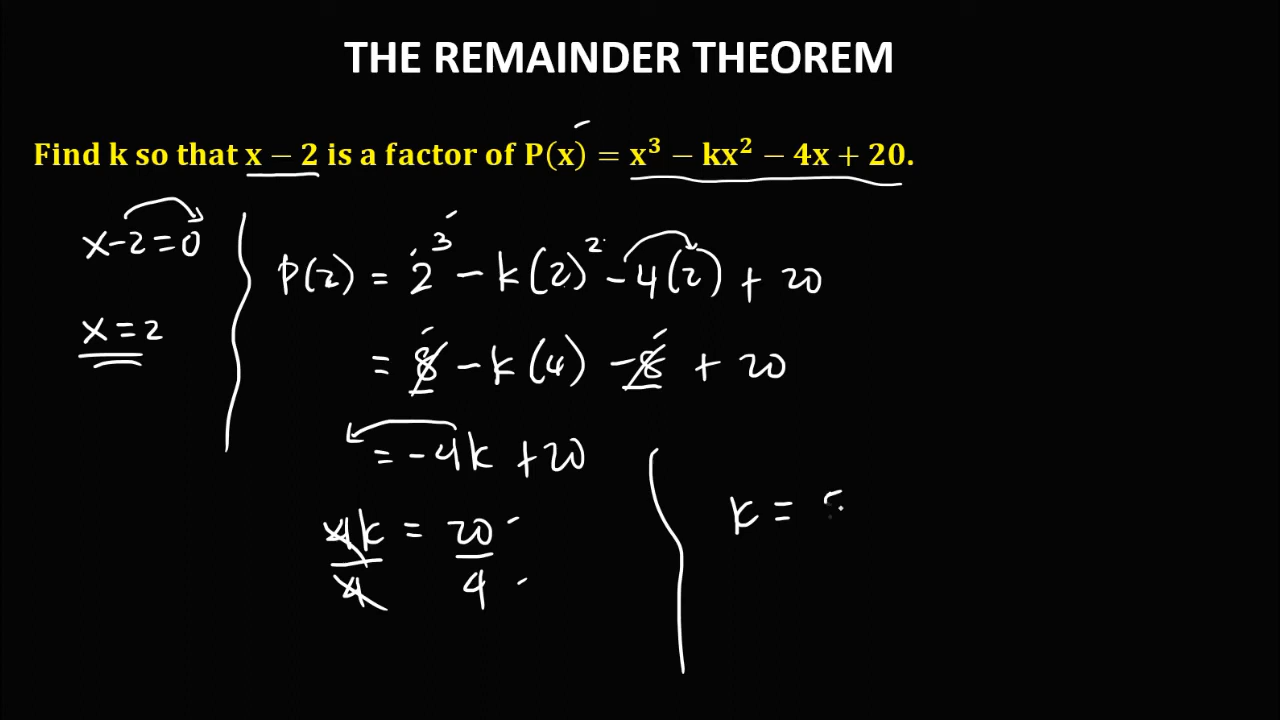 THE REMAINDER THEOREM
Find k so that x − 2 is a factor of P(x) = x³ − kx² − 4x + 20.
x-2=0
x=2
P(2) = 2³ - k(2)² - 4(2) + 20
= 8 - k(4) - 8 + 20
= -4k +20
4k = 20
4 4
k =